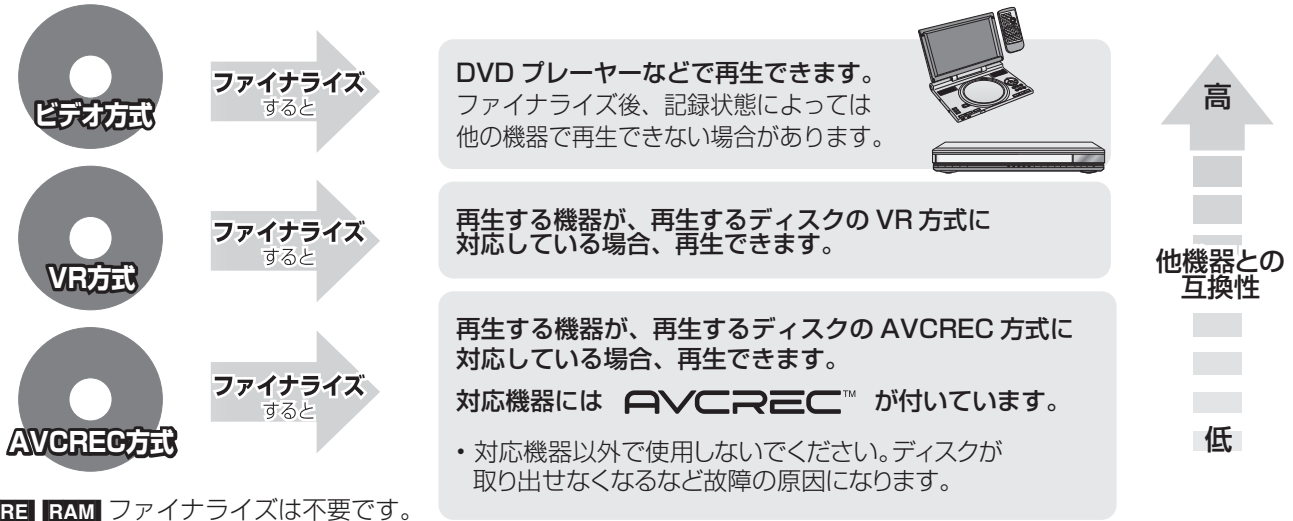 ビデオ方式
ファイナライズ
すると
DVD プレーヤーなどで再生できます。
ファイナライズ後、記録状態によっては
他の機器で再生できない場合があります。
VR方式
ファイナライズ
すると
再生する機器が、再生するディスクの VR 方式に
対応している場合、再生できます。
AVCREC方式
ファイナライズ
すると
再生する機器が、再生するディスクの AVCREC 方式に
対応している場合、再生できます。
対応機器には AVCREC™ が付いています。
・対応機器以外で使用しないでください。ディスクが
取り出せなくなるなど故障の原因になります。
高
他機器との
互換性
低
RE RAM ファイナライズは不要です。